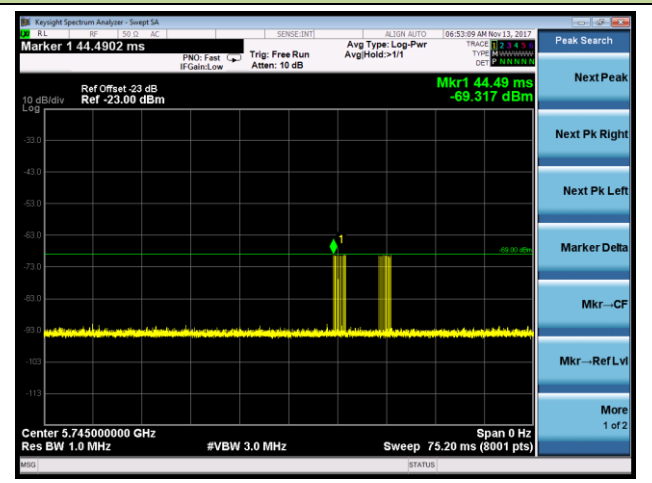 Keysight Spectrum Analyzer - Swept SA
RL RF 50 Ω AC SENSE:INT ALIGN AUTO 06:53:09 AM Nov 13, 2017
Marker 1 44.4902 ms
PNO: Fast
IFGain:Low
Trig: Free Run
Atten: 10 dB
Avg Type: Log-Pwr
Avg|Hold:>1/1
TRACE 1 2 3 4 5 6
TYPE M WWWWW
DET P N N N N N
Peak Search
Ref Offset -23 dB
10 dB/div Ref -23.00 dBm
Log
Mkr1 44.49 ms
-69.317 dBm
Next Peak
-33.0
Next Pk Right
-43.0
-53.0
Next Pk Left
-63.0
1
-69.00 dBm
Marker Delta
-73.0
-83.0
Mkr→CF
-93.0
-103
Mkr→Ref Lvl
-113
More
1 of 2
Center 5.745000000 GHz Span 0 Hz
Res BW 1.0 MHz #VBW 3.0 MHz Sweep 75.20 ms (8001 pts)
MSG STATUS